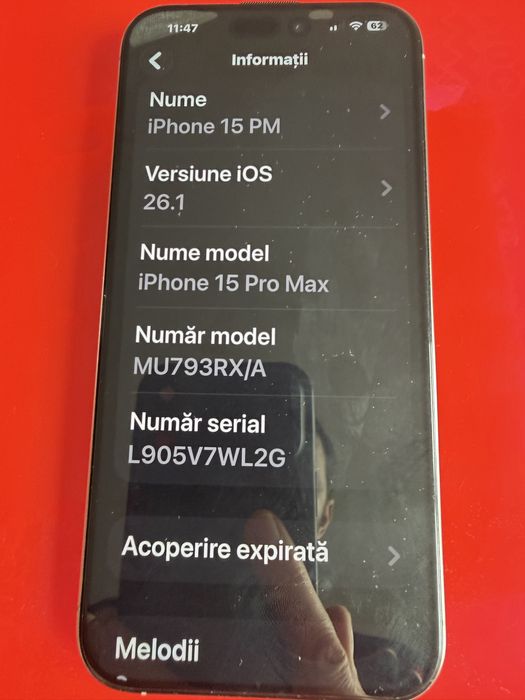 11:47
62
Informații
Nume
iPhone 15 PM
Versiune iOS
26.1
Nume model
iPhone 15 Pro Max
Număr model
MU793RX/A
Număr serial
L905V7WL2G
Acoperire expirată
Melodii